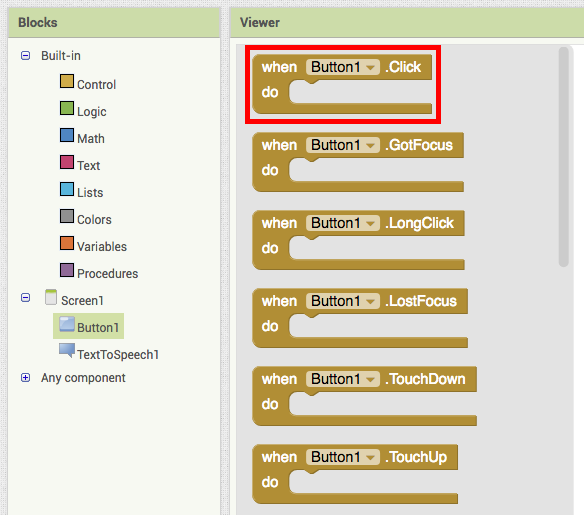 Blocks
Built-in
Control
Logic
Math
Text
Lists
Colors
Variables
Procedures
Screen1
Button1
TextToSpeech1
Any component
Viewer
when Button1 .Click
do
when Button1 .GotFocus
do
when Button1 .LongClick
do
when Button1 .LostFocus
do
when Button1 .TouchDown
do
when Button1 .TouchUp
do